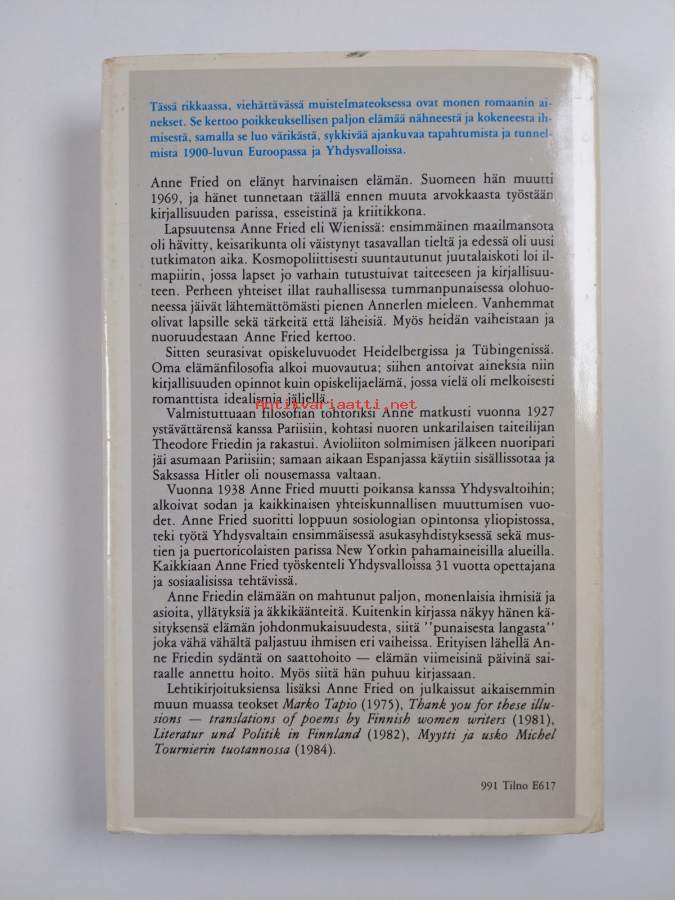 Tässä rikkaassa, viehättävässä muistelmateoksessa ovat monen romaanin ai-
nekset. Se kertoo poikkeuksellisen paljon elämää nähneestä ja kokeneesta ih-
misestä, samalla se luo värikästä, sykkivää ajankuvaa tapahtumista ja tunnel-
mista 1900-luvun Euroopassa ja Yhdysvalloissa.
Anne Fried on elänyt harvinaisen elämän. Suomeen hän muutti
1969, ja hänet tunnetaan täällä ennen muuta arvokkaasta työstään
kirjallisuuden parissa, esseistinä ja kriitikkona.
Lapsuutensa Anne Fried eli Wienissä: ensimmäinen maailmansota
oli hävitty, keisarikunta oli väistynyt tasavallan tieltä ja edessä oli uusi
tutkimaton aika. Kosmopoliittisesti suuntautunut juutalaiskoti loi il-
mapiirin, jossa lapset jo varhain tutustuivat taiteeseen ja kirjallisuu-
teen. Perheen yhteiset illat rauhallisessa tummanpunaisessa olohuo-
neessa jäivät lähtemättömästi pienen Annerlen mieleen. Vanhemmat
olivat lapsille sekä tärkeitä että läheisiä. Myös heidän vaiheistaan ja
nuoruudestaan Anne Fried kertoo.
Sitten seurasivat opiskeluvuodet Heidelbergissa ja Tübingenissä.
Oma elämänfilosofia alkoi muovautua; siihen antoivat aineksia niin
kirjallisuuden opinnot kuin opiskelijaelämä, jossa vielä oli melkoisesti
romanttista idealismia jäljellä.
Antikvariaatti.net
Valmistuttuaan filosofian tohtoriksi Anne matkusti vuonna 1927
ystävättärensä kanssa Pariisiin, kohtasi nuoren unkarilaisen taiteilijan
Theodore Friedin ja rakastui. Avioliiton solmimisen jälkeen nuoripari
jäi asumaan Pariisiin; samaan aikaan Espanjassa käytiin sisällissotaa ja
Saksassa Hitler oli nousemassa valtaan.
Vuonna 1938 Anne Fried muutti poikansa kanssa Yhdysvaltoihin;
alkoivat sodan ja kaikkinaisen yhteiskunnallisen muuttumisen vuo-
det. Anne Fried suoritti loppuun sosiologian opintonsa yliopistossa,
teki työtä Yhdysvaltain ensimmäisessä asukasyhdistyksessä sekä mus-
tien ja puertoricolaisten parissa New Yorkin pahamaineisilla alueilla.
Kaikkiaan Anne Fried työskenteli Yhdysvalloissa 31 vuotta opettajana
ja sosiaalisissa tehtävissä.
Anne Friedin elämään on mahtunut paljon, monenlaisia ihmisiä ja
asioita, yllätyksiä ja äkkikäänteitä. Kuitenkin kirjassa näkyy hänen kä-
sityksensä elämän johdonmukaisuudesta, siitä "punaisesta langasta"
joka vähä vähältä paljastuu ihmisen eri vaiheissa. Erityisen lähellä An-
ne Friedin sydäntä on saattohoito — elämän viimeisinä päivinä sai-
raalle annettu hoito. Myös siitä hän puhuu kirjassaan.
Lehtikirjoituksiensa lisäksi Anne Fried on julkaissut aikaisemmin
muun muassa teokset Marko Tapio (1975), Thank you for these illu-
sions — translations of poems by Finnish women writers (1981),
Literatur und Politik in Finnland (1982), Myytti ja usko Michel
Tournierin tuotannossa (1984).
991 Tilno E617